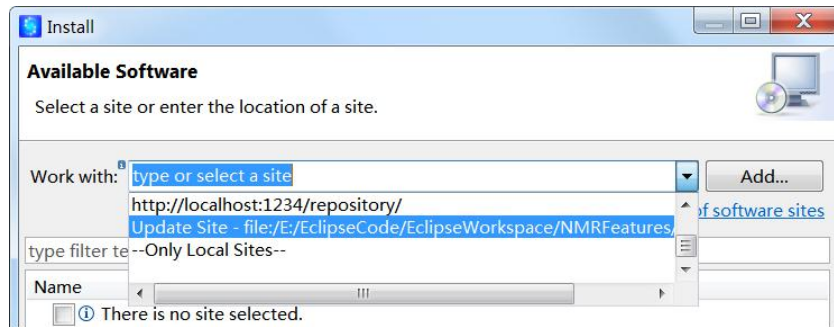 Install
Available Software
Select a site or enter the location of a site.
Work with: type or select a site
Add...
http://localhost:1234/repository/
Update Site - file:/E:/EclipseCode/EclipseWorkspace/NMRFeatures/
of software sites
--Only Local Sites--
type filter te
Name
There is no site selected.